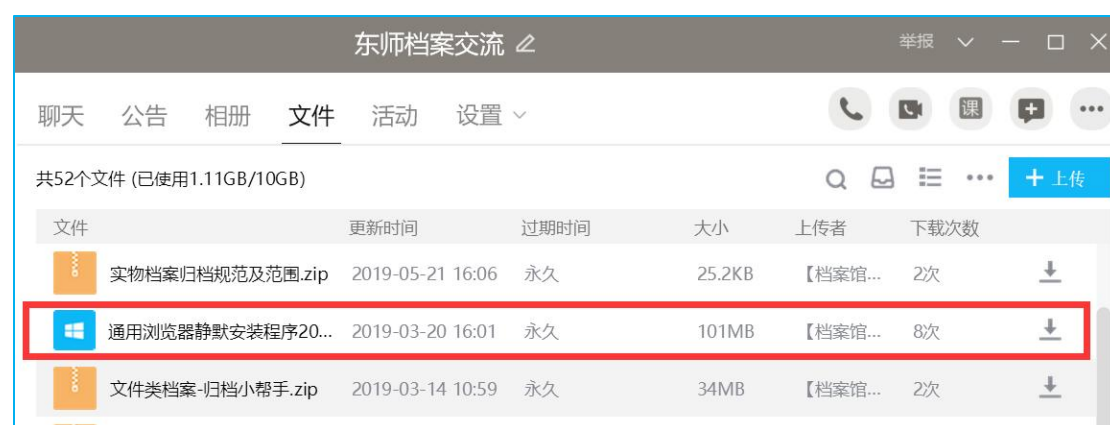 东师档案交流 举报
聊天 公告 相册 文件 活动 设置 课
共52个文件 (已使用1.11GB/10GB) 上传
文件 更新时间 过期时间 大小 上传者 下载次数
实物档案归档规范及范围.zip 2019-05-21 16:06 永久 25.2KB 【档案馆... 2次
通用浏览器静默安装程序20... 2019-03-20 16:01 永久 101MB 【档案馆... 8次
文件类档案-归档小帮手.zip 2019-03-14 10:59 永久 34MB 【档案馆... 2次